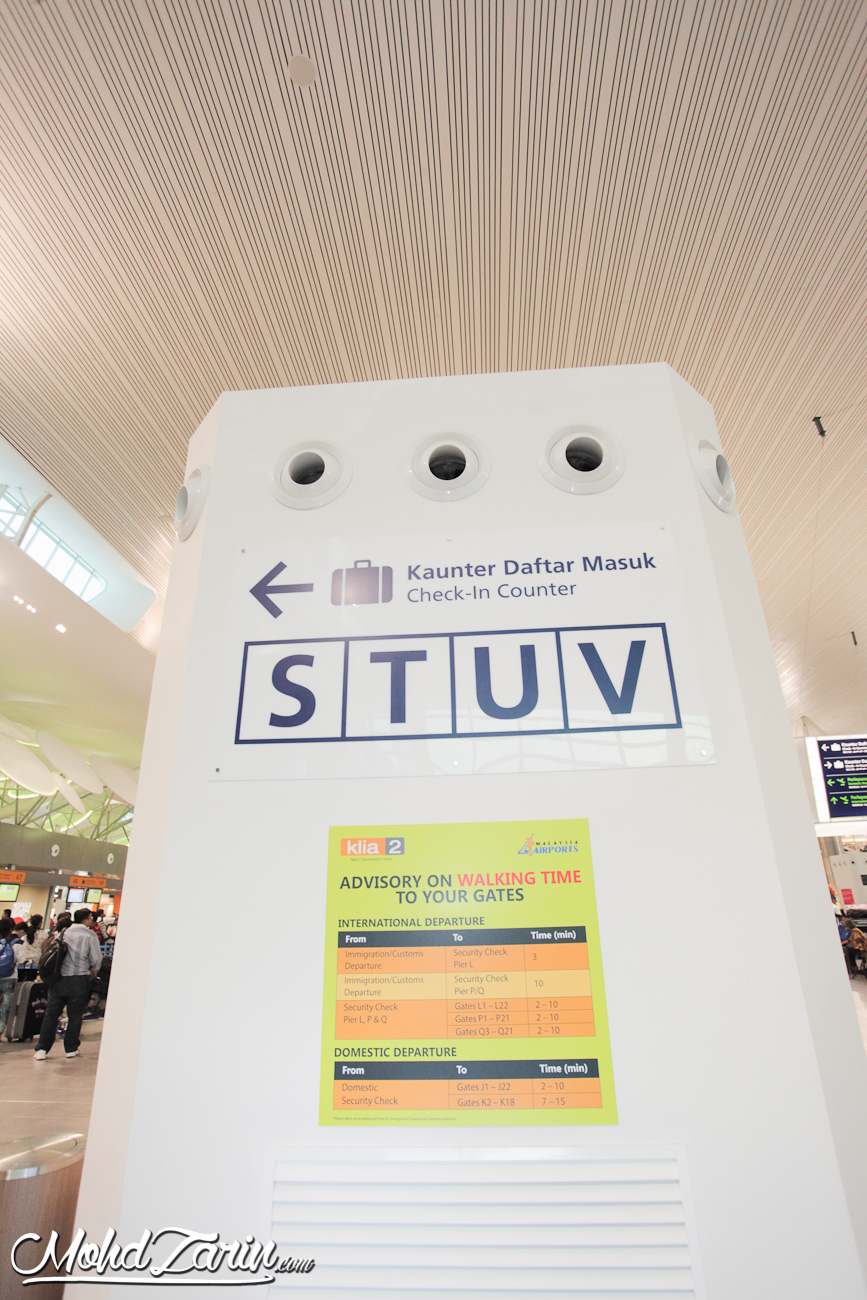 Kaunter Daftar Masuk
Check-In Counter
S T U V
klia 2
MALAYSIA
AIRPORTS
ADVISORY ON WALKING TIME
TO YOUR GATES
INTERNATIONAL DEPARTURE
From To Time (min)
Immigration/Customs Departure Security Check Pier L 3
Immigration/Customs Departure Security Check Pier P/Q 10
Security Check Pier L, P & Q Gates L1 – L22 2 – 10
Gates P1 – P21 2 – 10
Gates Q3 – Q21 2 – 10
DOMESTIC DEPARTURE
From To Time (min)
Domestic Security Check Gates J1 – J22 2 – 10
Gates K2 – K18 7 – 15
MohdZarin.com